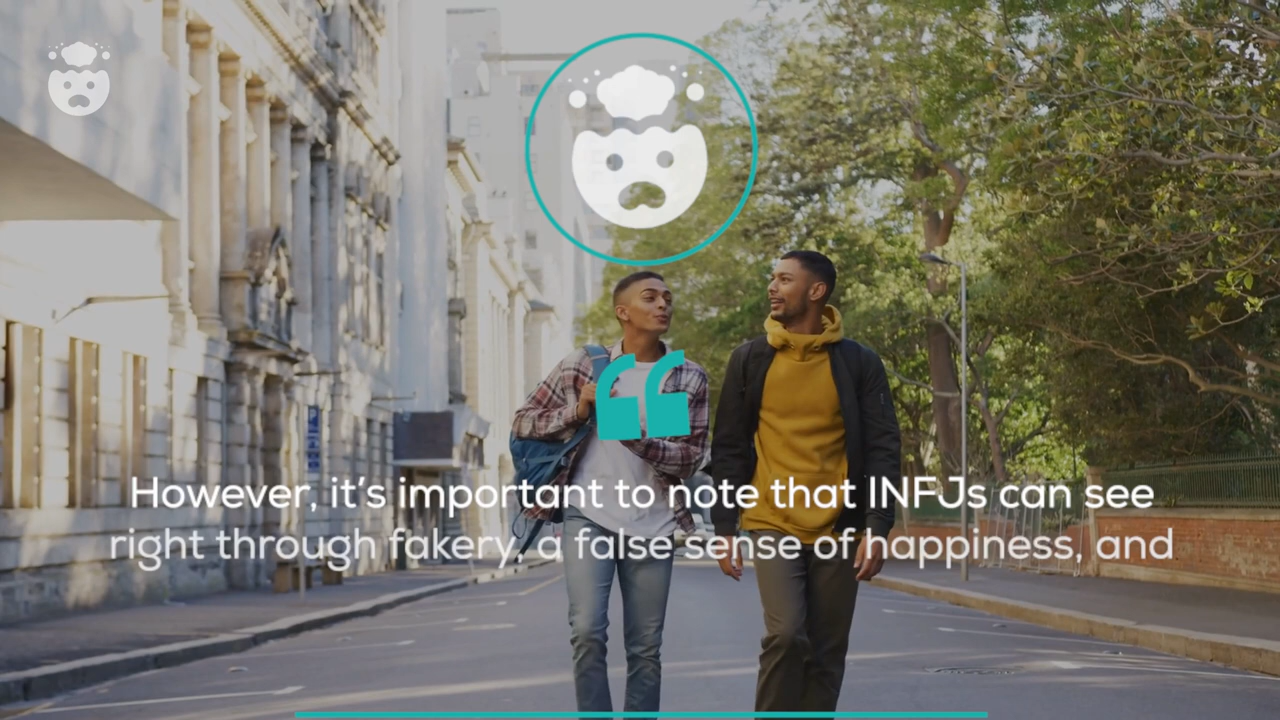 However, it's important to note that INFJs can see
right through fakery, a false sense of happiness, and